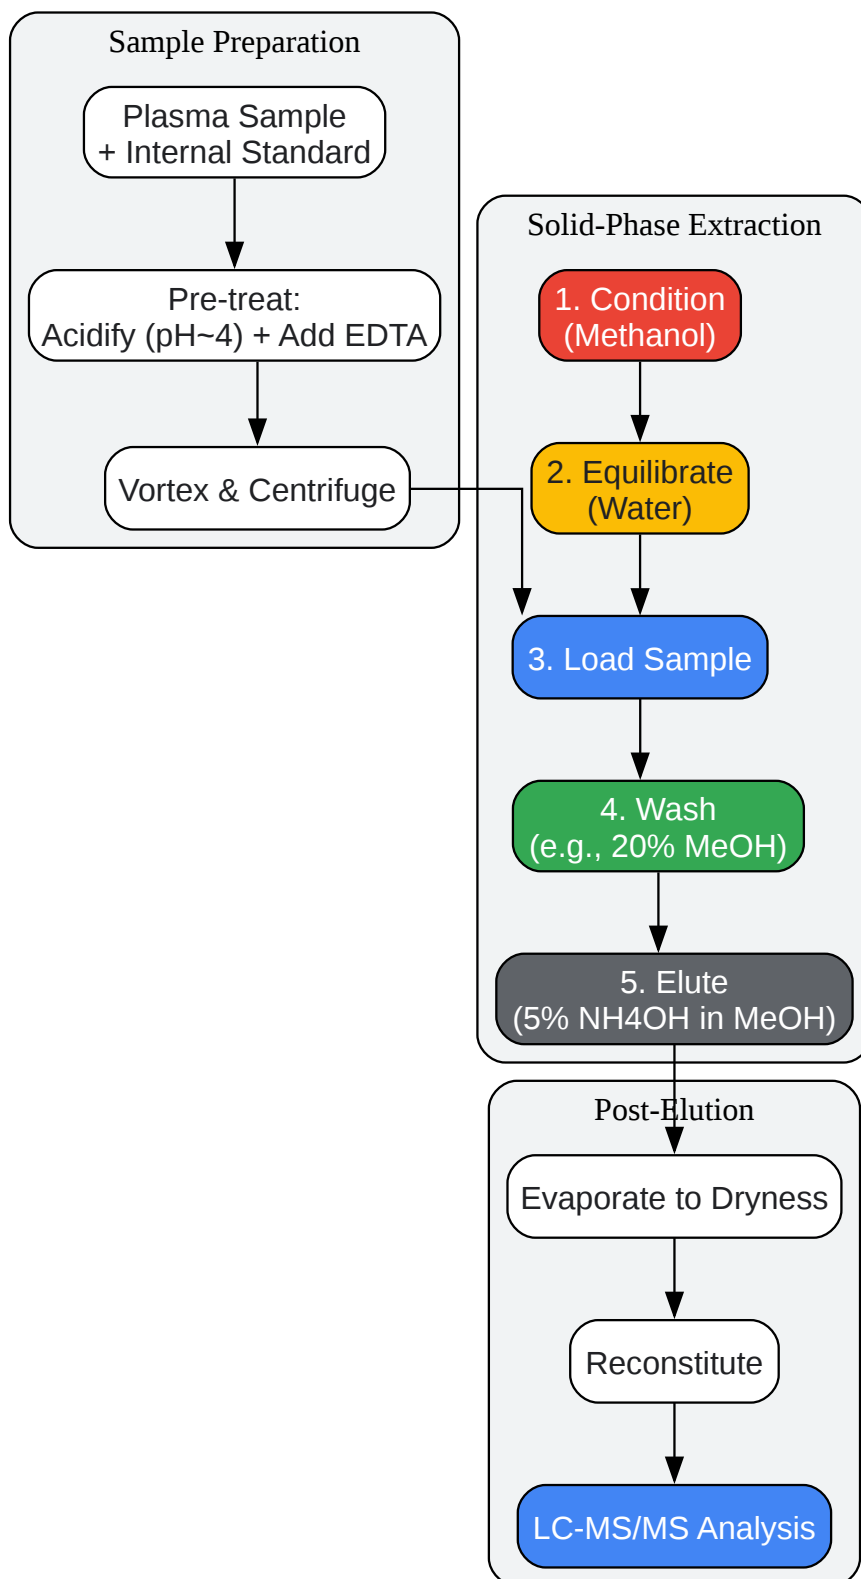 Sample Preparation
Plasma Sample
+ Internal Standard
Pre-treat:
Acidify (pH~4) + Add EDTA
Vortex & Centrifuge
Solid-Phase Extraction
1. Condition
(Methanol)
2. Equilibrate
(Water)
3. Load Sample
4. Wash
(e.g., 20% MeOH)
5. Elute
(5% NH4OH in MeOH)
Post-Elution
Evaporate to Dryness
Reconstitute
LC-MS/MS Analysis